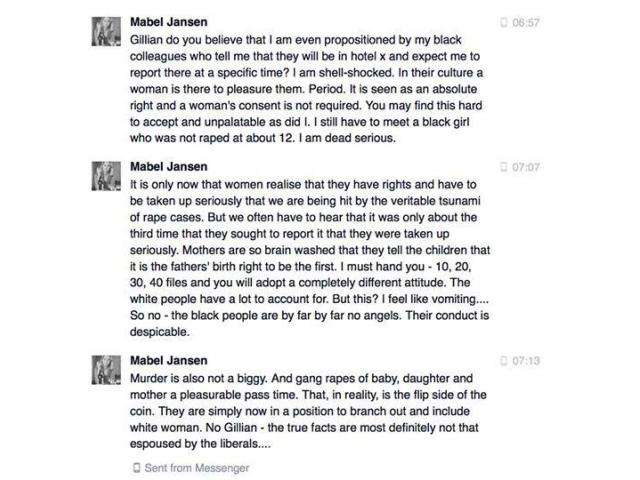 Mabel Jansen 06:57
Gillian do you believe that I am even propositioned by my black
colleagues who tell me that they will be in hotel x and expect me to
report there at a specific time? I am shell-shocked. In their culture a
woman is there to pleasure them. Period. It is seen as an absolute
right and a woman's consent is not required. You may find this hard
to accept and unpalatable as did I. I still have to meet a black girl
who was not raped at about 12. I am dead serious.
Mabel Jansen 07:07
It is only now that women realise that they have rights and have to
be taken up seriously that we are being hit by the veritable tsunami
of rape cases. But we often have to hear that it was only about the
third time that they sought to report it that they were taken up
seriously. Mothers are so brain washed that they tell the children that
it is the fathers' birth right to be the first. I must hand you - 10, 20,
30, 40 files and you will adopt a completely different attitude. The
white people have a lot to account for. But this? I feel like vomiting....
So no - the black people are by far by far no angels. Their conduct is
despicable.
Mabel Jansen 07:13
Murder is also not a biggy. And gang rapes of baby, daughter and
mother a pleasurable pass time. That, in reality, is the flip side of the
coin. They are simply now in a position to branch out and include
white woman. No Gillian - the true facts are most definitely not that
espoused by the liberals....
Sent from Messenger